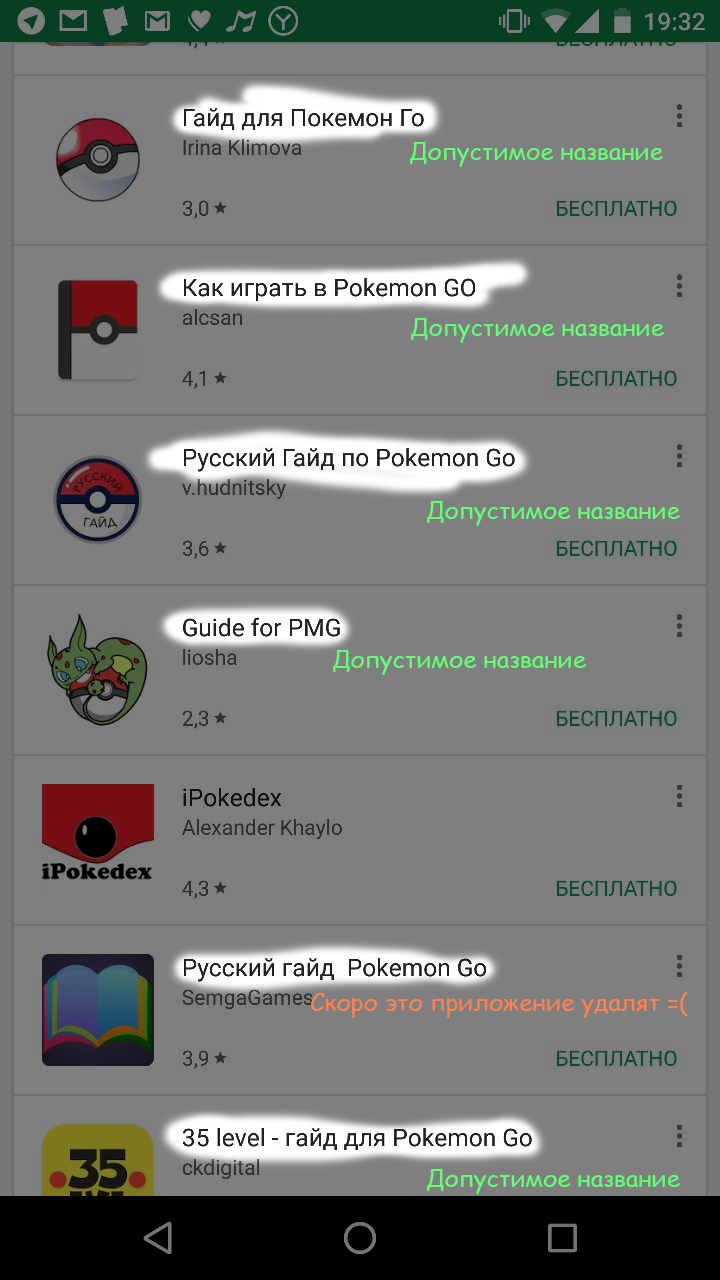 19:32
БЕСПЛАТНО
Гайд для Покемон Го
Irina Klimova
Допустимое название
3,0 ★
БЕСПЛАТНО
Как играть в Pokemon GO
alcsan
Допустимое название
4,1 ★
БЕСПЛАТНО
РУССКИЙ
ГАЙД
Русский Гайд по Pokemon Go
v.hudnitsky
Допустимое название
3,6 ★
БЕСПЛАТНО
Guide for PMG
liosha
Допустимое название
2,3 ★
БЕСПЛАТНО
iPokedex
iPokedex
Alexander Khaylo
4,3 ★
БЕСПЛАТНО
Русский гайд  Pokemon Go
SemgaGames
Скоро это приложение удалят =(
3,9 ★
БЕСПЛАТНО
35
35 level - гайд для Pokemon Go
ckdigital
Допустимое название